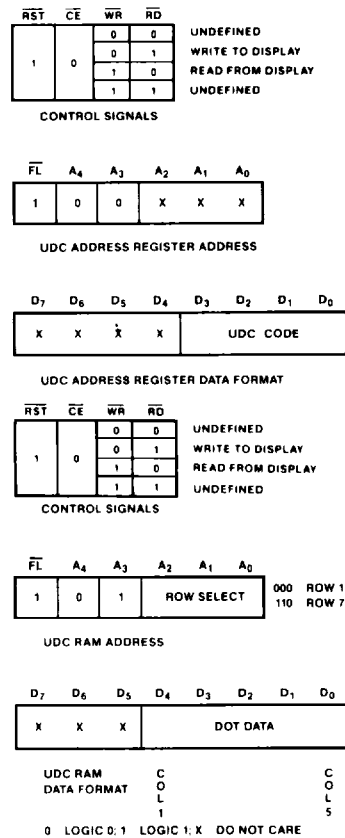 RST CE WR RD
0 0 UNDEFINED
1 0 0 1 WRITE TO DISPLAY
1 0 READ FROM DISPLAY
1 1 UNDEFINED
CONTROL SIGNALS
FL A4 A3 A2 A1 A0
1 0 0 X X X
UDC ADDRESS REGISTER ADDRESS
D7 D6 D5 D4 D3 D2 D1 D0
X X X X UDC CODE
UDC ADDRESS REGISTER DATA FORMAT
RST CE WR RD
0 0 UNDEFINED
1 0 0 1 WRITE TO DISPLAY
1 0 READ FROM DISPLAY
1 1 UNDEFINED
CONTROL SIGNALS
FL A4 A3 A2 A1 A0
000 ROW 1
1 0 1 ROW SELECT
110 ROW 7
UDC RAM ADDRESS
D7 D6 D5 D4 D3 D2 D1 D0
X X X DOT DATA
UDC RAM C C
DATA FORMAT O O
L L
1 5
0 LOGIC 0; 1 LOGIC 1; X DO NOT CARE